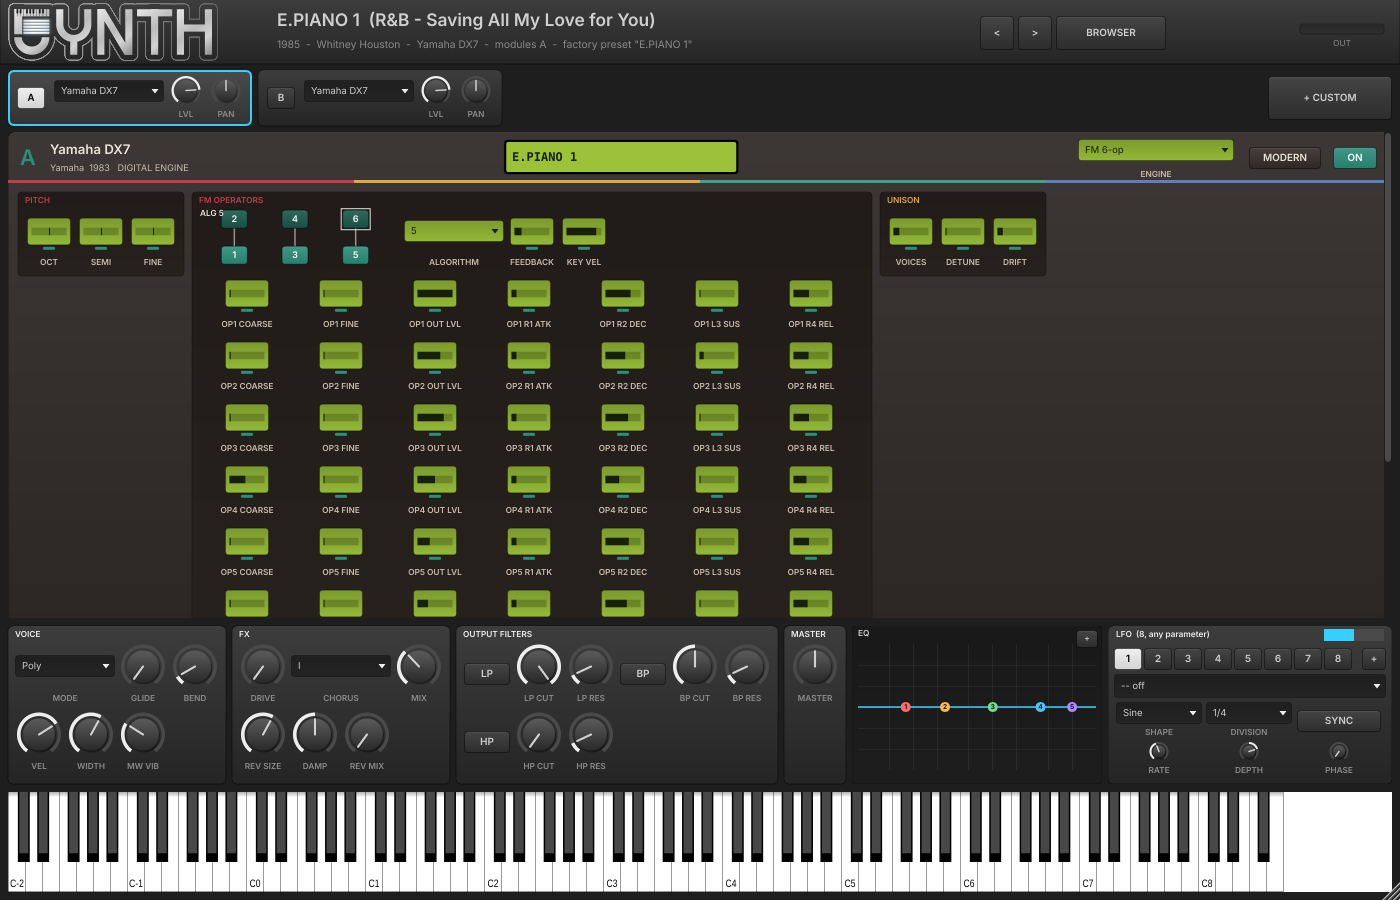 SYNTH
E.PIANO 1 (R&B - Saving All My Love for You)
1985 - Whitney Houston - Yamaha DX7 - modules A - factory preset "E.PIANO 1"
< > BROWSER
OUT
A Yamaha DX7 LVL PAN
B Yamaha DX7 LVL PAN
+ CUSTOM
A Yamaha DX7
Yamaha 1983 DIGITAL ENGINE
E.PIANO 1
FM 6-op
ENGINE
MODERN
ON
PITCH
OCT SEMI FINE
FM OPERATORS
ALG 5
2 4 6
1 3 5
5
ALGORITHM FEEDBACK KEY VEL
UNISON
VOICES DETUNE DRIFT
OP1 COARSE OP1 FINE OP1 OUT LVL OP1 R1 ATK OP1 R2 DEC OP1 L3 SUS OP1 R4 REL
OP2 COARSE OP2 FINE OP2 OUT LVL OP2 R1 ATK OP2 R2 DEC OP2 L3 SUS OP2 R4 REL
OP3 COARSE OP3 FINE OP3 OUT LVL OP3 R1 ATK OP3 R2 DEC OP3 L3 SUS OP3 R4 REL
OP4 COARSE OP4 FINE OP4 OUT LVL OP4 R1 ATK OP4 R2 DEC OP4 L3 SUS OP4 R4 REL
OP5 COARSE OP5 FINE OP5 OUT LVL OP5 R1 ATK OP5 R2 DEC OP5 L3 SUS OP5 R4 REL
VOICE
Poly
MODE GLIDE BEND
VEL WIDTH MW VIB
FX
I
DRIVE CHORUS MIX
REV SIZE DAMP REV MIX
OUTPUT FILTERS
LP BP
LP CUT LP RES BP CUT BP RES
HP
HP CUT HP RES
MASTER
MASTER
EQ +
1 2 3 4 5
LFO (8, any parameter)
1 2 3 4 5 6 7 8 +
-- off
Sine 1/4 SYNC
SHAPE DIVISION
RATE DEPTH PHASE
C-2 C-1 C0 C1 C2 C3 C4 C5 C6 C7 C8